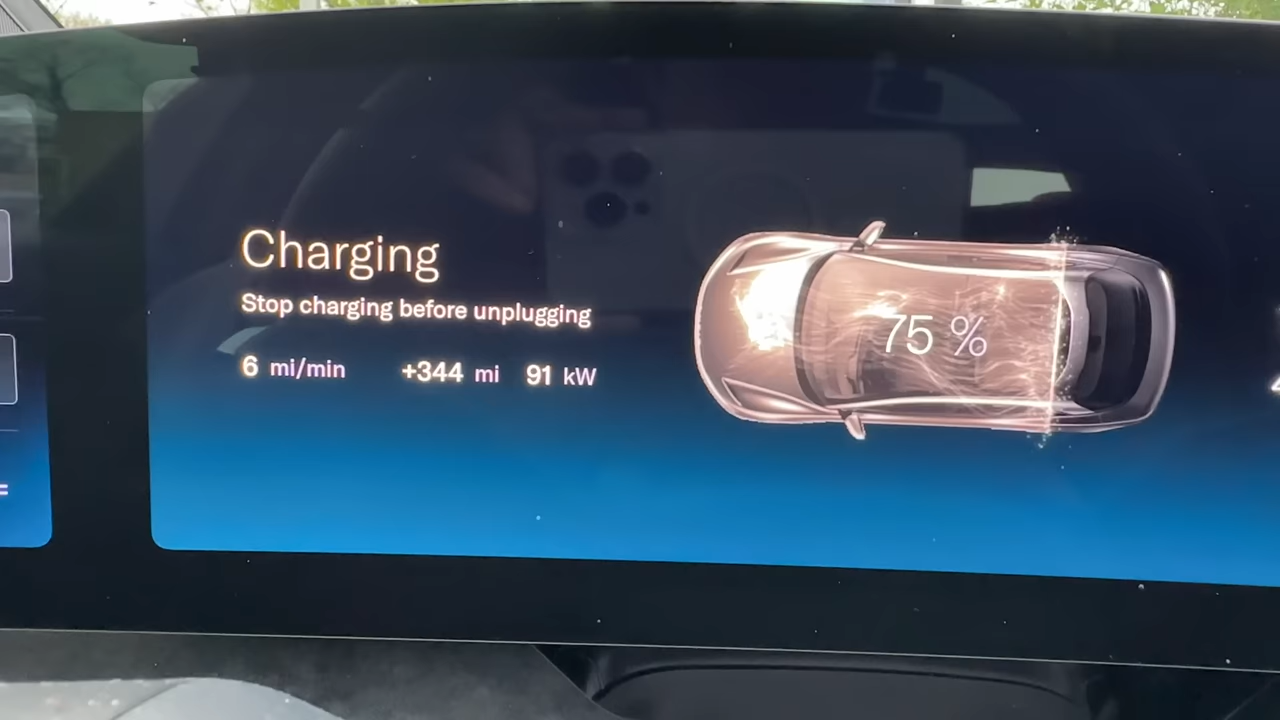 Charging
Stop charging before unplugging
6 mi/min +344 mi 91 kW
75 %